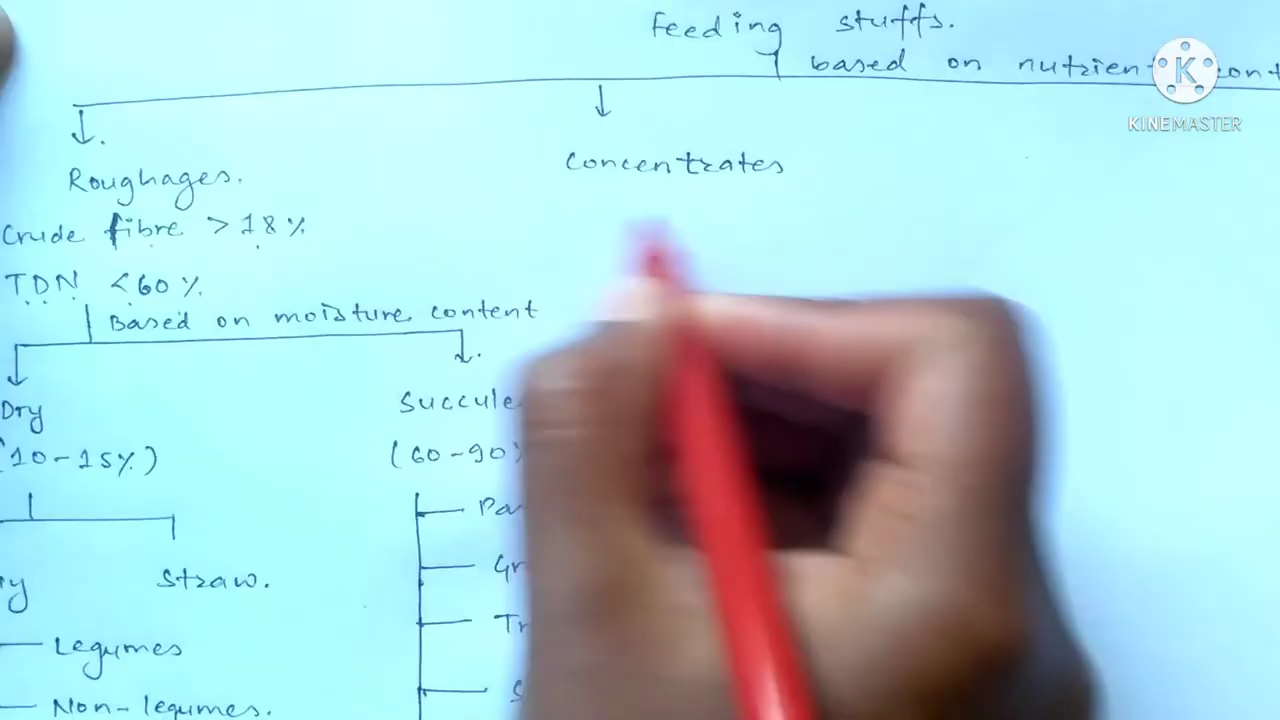 Feeding stuffs.
based on nutrient
KINEMASTER
Roughages.
Concentrates
Crude fibre > 18%
TDN <60%
Based on moisture content
Dry
(10-15%)
(60-90%
Straw.
Legumes
Non-legumes.